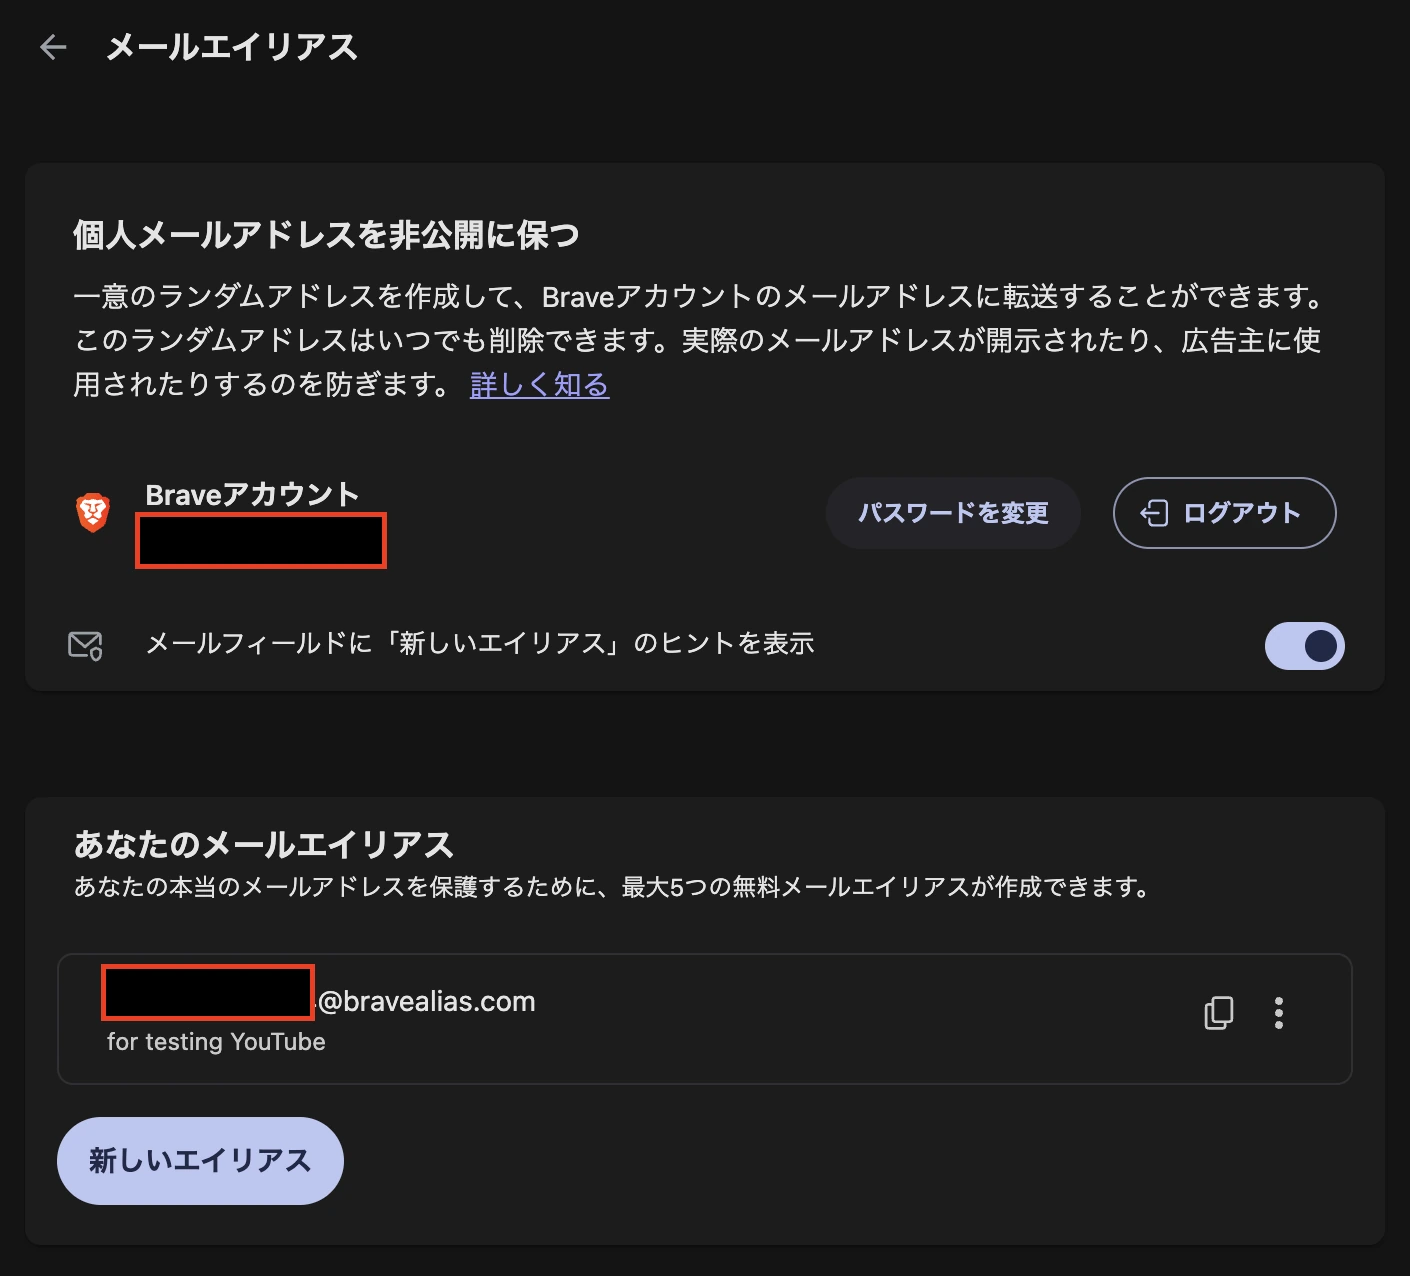 メールエイリアス
個人メールアドレスを非公開に保つ
一意のランダムアドレスを作成して、Braveアカウントのメールアドレスに転送することができます。
このランダムアドレスはいつでも削除できます。実際のメールアドレスが開示されたり、広告主に使
用されたりするのを防ぎます。 詳しく知る
Braveアカウント
パスワードを変更
ログアウト
メールフィールドに「新しいエイリアス」のヒントを表示
あなたのメールエイリアス
あなたの本当のメールアドレスを保護するために、最大5つの無料メールエイリアスが作成できます。
@bravealias.com
for testing YouTube
新しいエイリアス